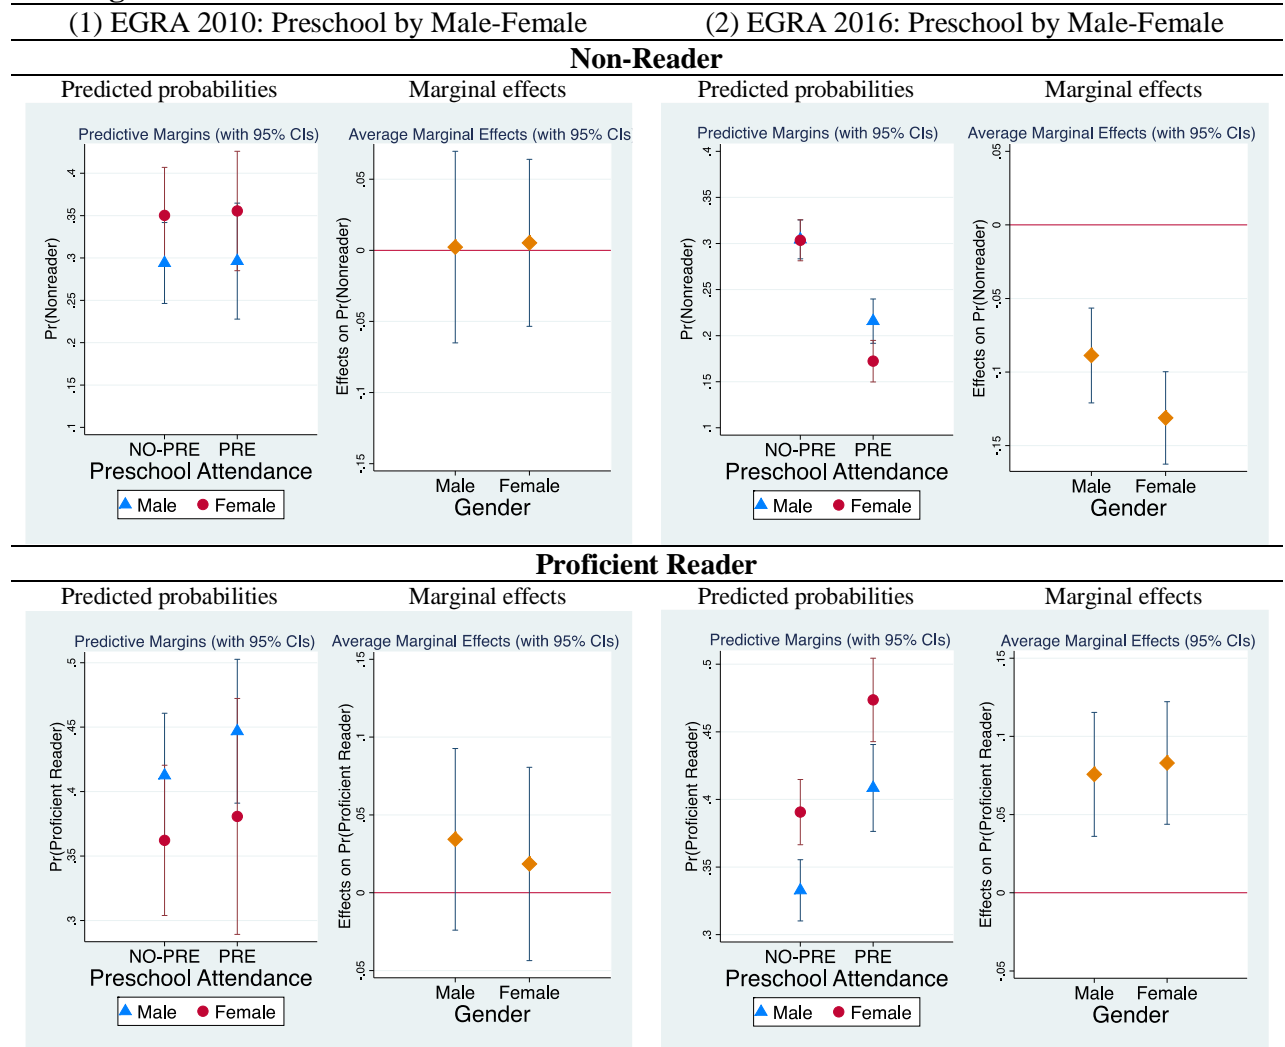 (1) EGRA 2010: Preschool by Male-Female (2) EGRA 2016: Preschool by Male-Female
Non-Reader
Predicted probabilities Marginal effects Predicted probabilities Marginal effects
Predictive Margins (with 95% CIs)
Pr(Nonreader)
.4
.35
.3
.25
.2
.15
.1
NO-PRE PRE
Preschool Attendance
Male Female
Average Marginal Effects (with 95% CIs
Effects on Pr(Nonreader)
.05
0
-.05
-.1
-.15
Male Female
Gender
Predictive Margins (with 95% CIs)
Pr(Nonreader)
.4
.35
.3
.25
.2
.15
.1
NO-PRE PRE
Preschool Attendance
Male Female
Average Marginal Effects (with 95% CIs)
Effects on Pr(Nonreader)
.05
0
-.05
-.1
-.15
Male Female
Gender
Proficient Reader
Predicted probabilities Marginal effects Predicted probabilities Marginal effects
Predictive Margins (with 95% CIs)
Pr(Proficient Reader)
.5
.45
.4
.35
.3
NO-PRE PRE
Preschool Attendance
Male Female
Average Marginal Effects (with 95% CIs)
Effects on Pr(Proficient Reader)
.15
.1
.05
0
-.05
Male Female
Gender
Predictive Margins (with 95% CIs)
Pr(Proficient Reader)
.5
.45
.4
.35
.3
NO-PRE PRE
Preschool Attendance
Male Female
Average Marginal Effects (95% CIs)
Effects on Pr(Proficient Reader)
.15
.1
.05
0
-.05
Male Female
Gender